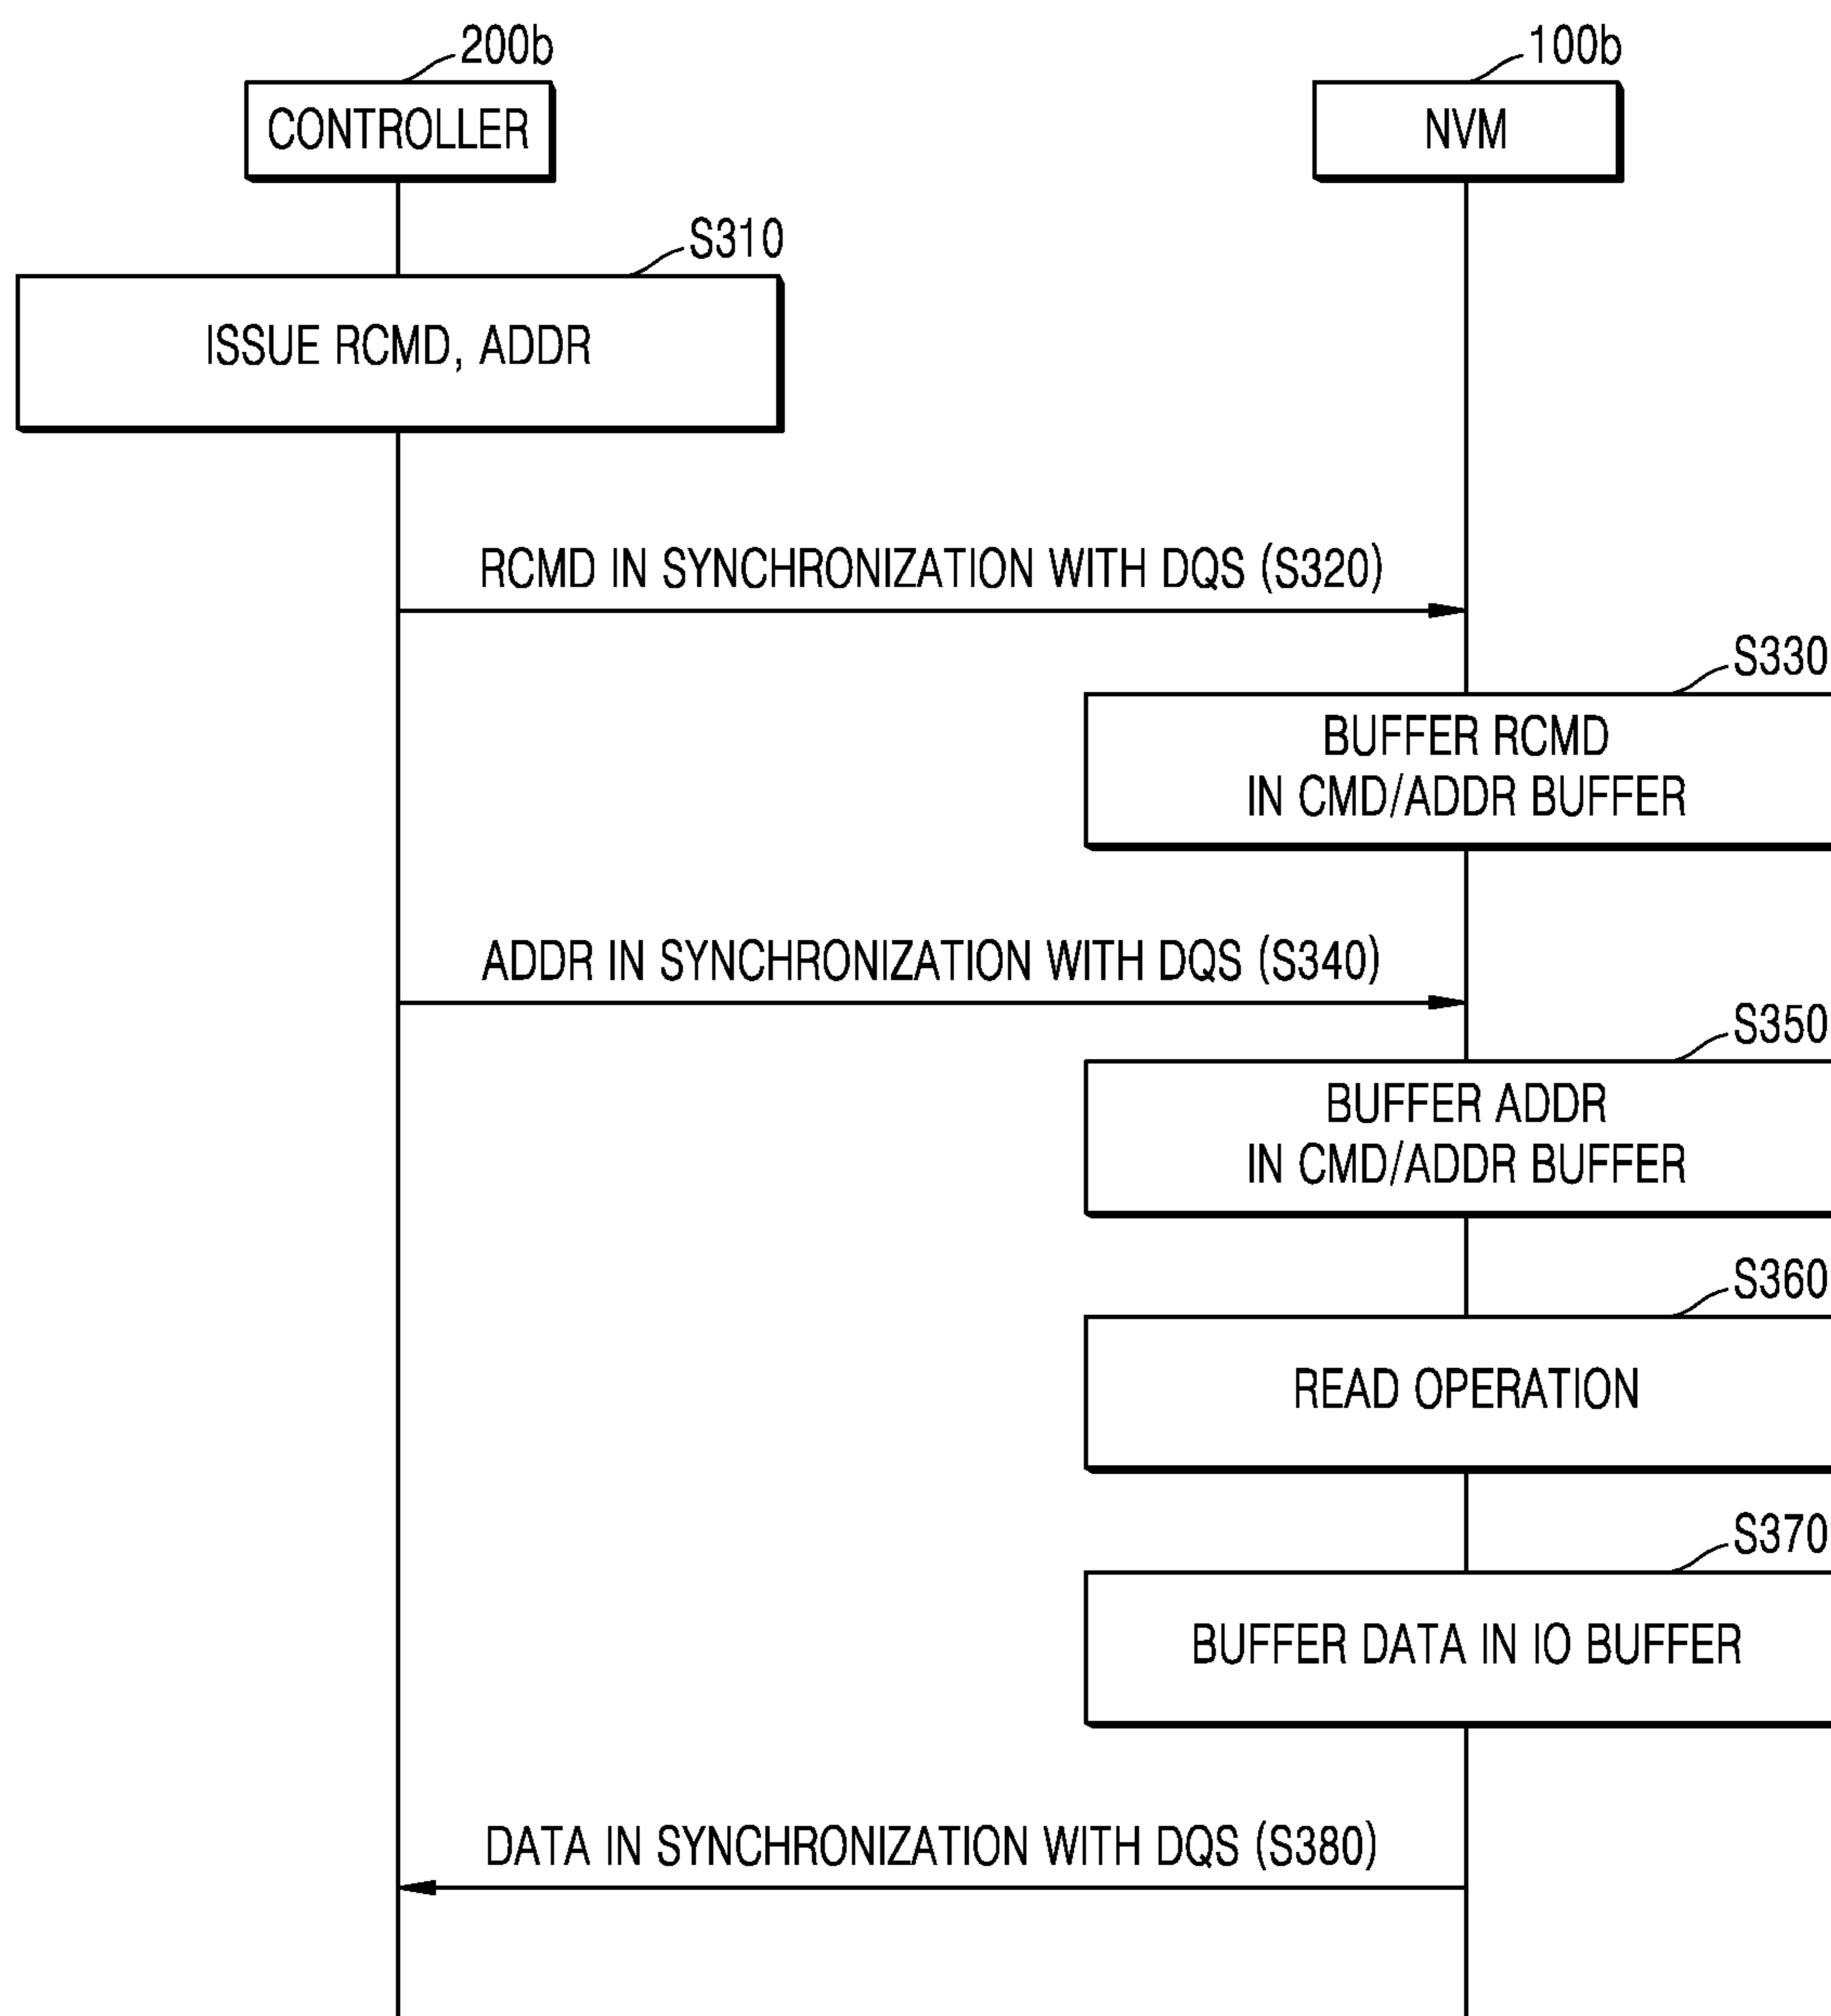 200b
100b
CONTROLLER
NVM
S310
ISSUE RCMD, ADDR
RCMD IN SYNCHRONIZATION WITH DQS (S320)
S330
BUFFER RCMD
IN CMD/ADDR BUFFER
ADDR IN SYNCHRONIZATION WITH DQS (S340)
S350
BUFFER ADDR
IN CMD/ADDR BUFFER
S360
READ OPERATION
S370
BUFFER DATA IN IO BUFFER
DATA IN SYNCHRONIZATION WITH DQS (S380)